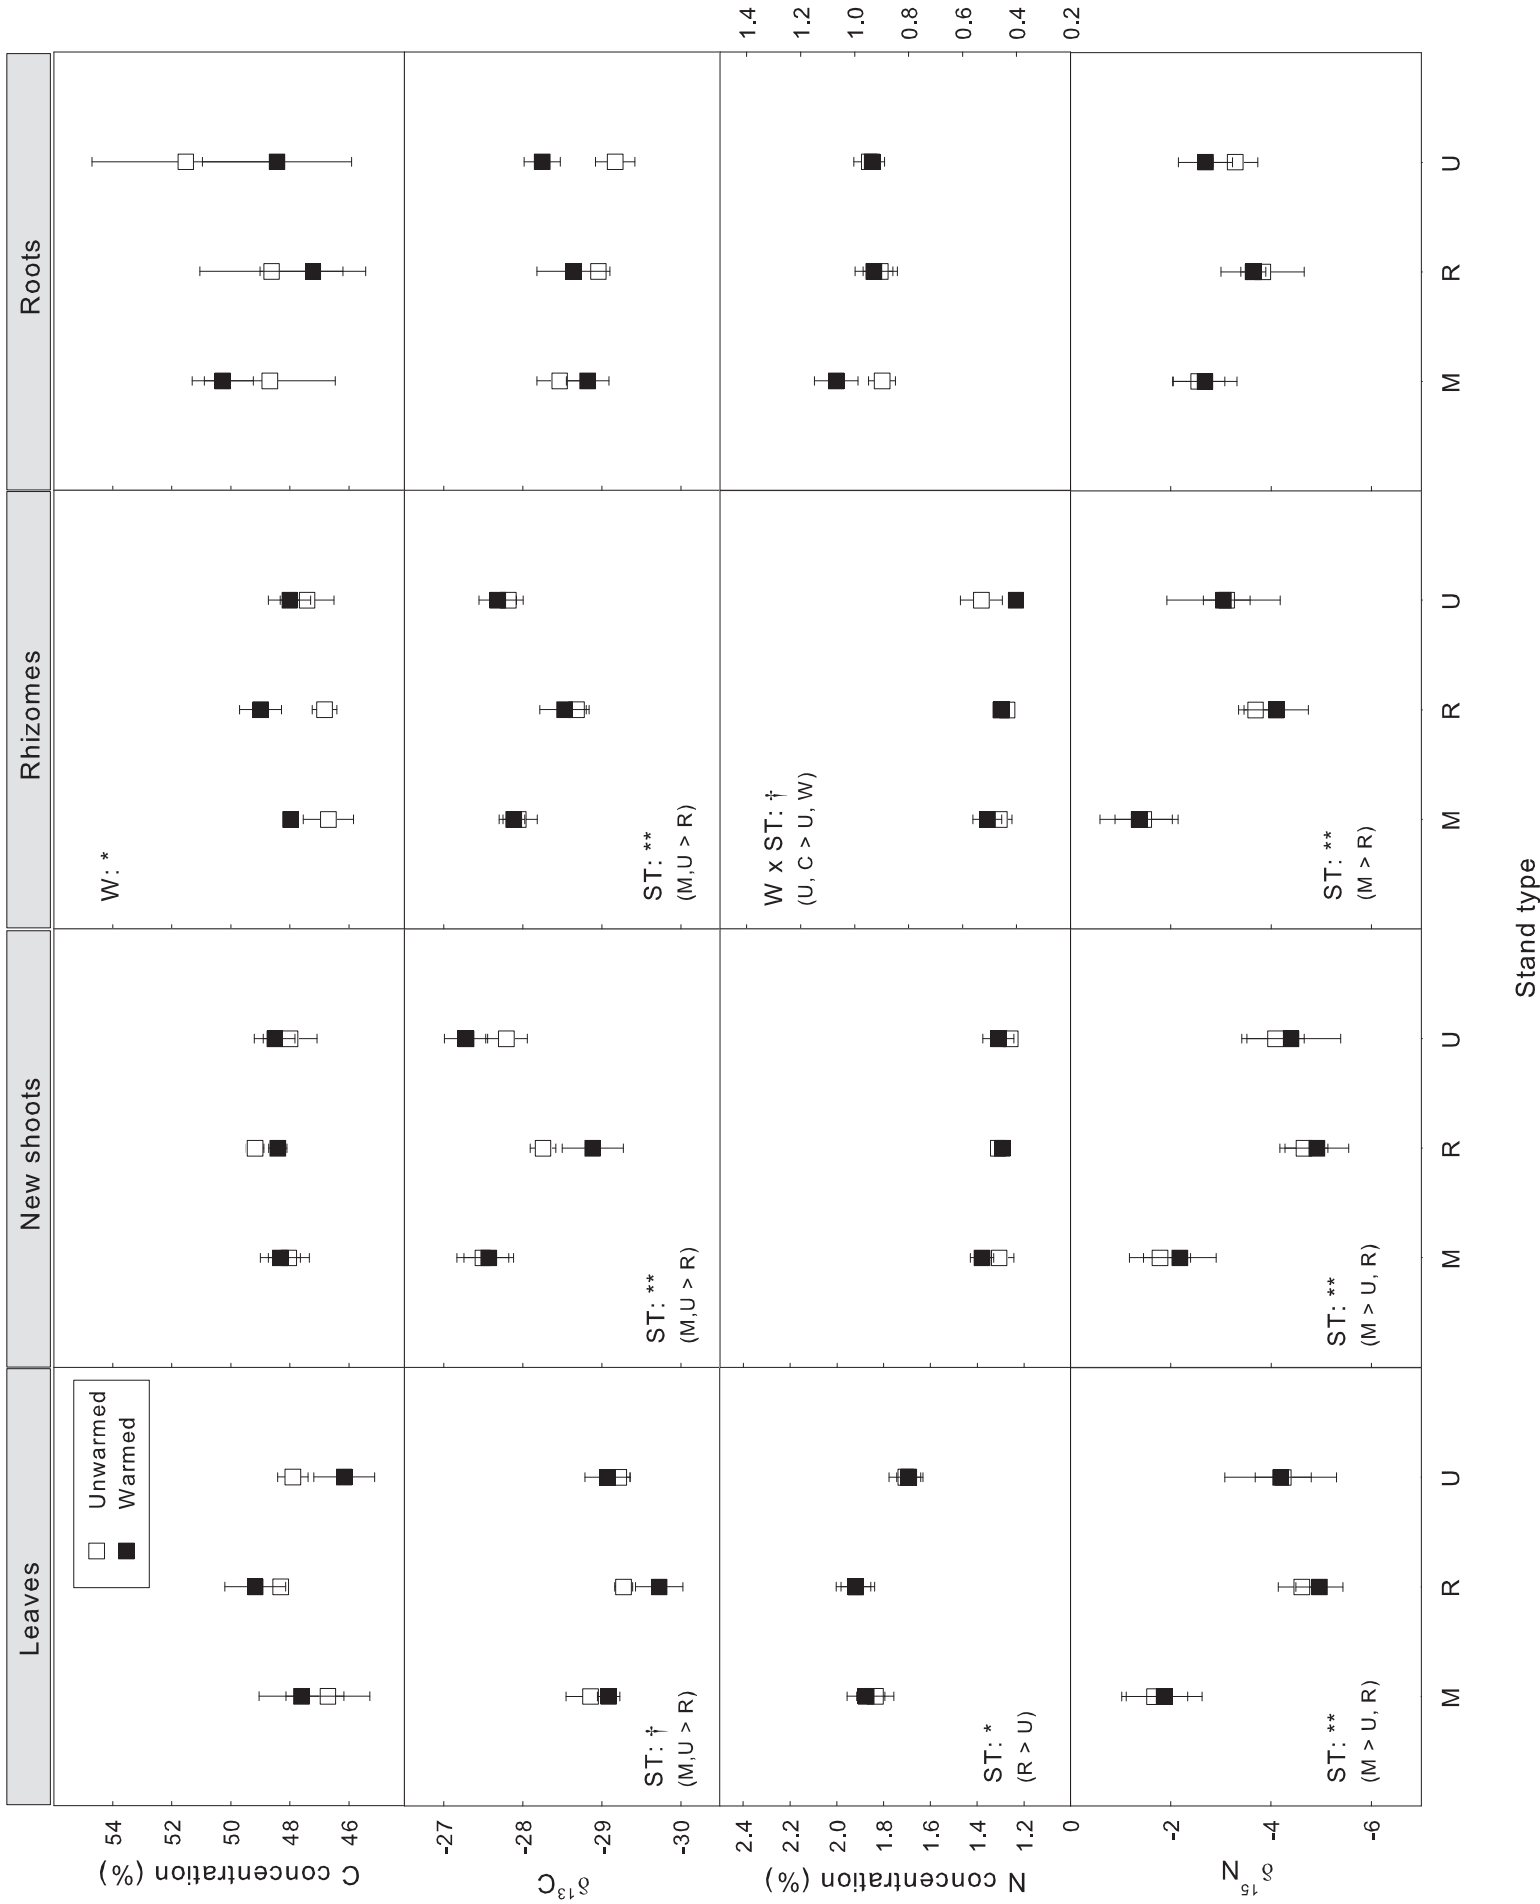 Leaves
New shoots
Rhizomes
Roots
Unwarmed
Warmed
C concentration (%)
54
52
50
48
46
W: *
δ¹³C
-27
-28
-29
-30
ST: †
(M,U > R)
ST: **
(M,U > R)
ST: **
(M,U > R)
N concentration (%)
2.4
2.2
2.0
1.8
1.6
1.4
1.2
ST: *
(R > U)
W x ST: †
(U, C > U, W)
1.4
1.2
1.0
0.8
0.6
0.4
0.2
δ¹⁵N
0
-2
-4
-6
ST: **
(M > U, R)
ST: **
(M > U, R)
ST: **
(M > R)
M R U M R U M R U M R U
Stand type